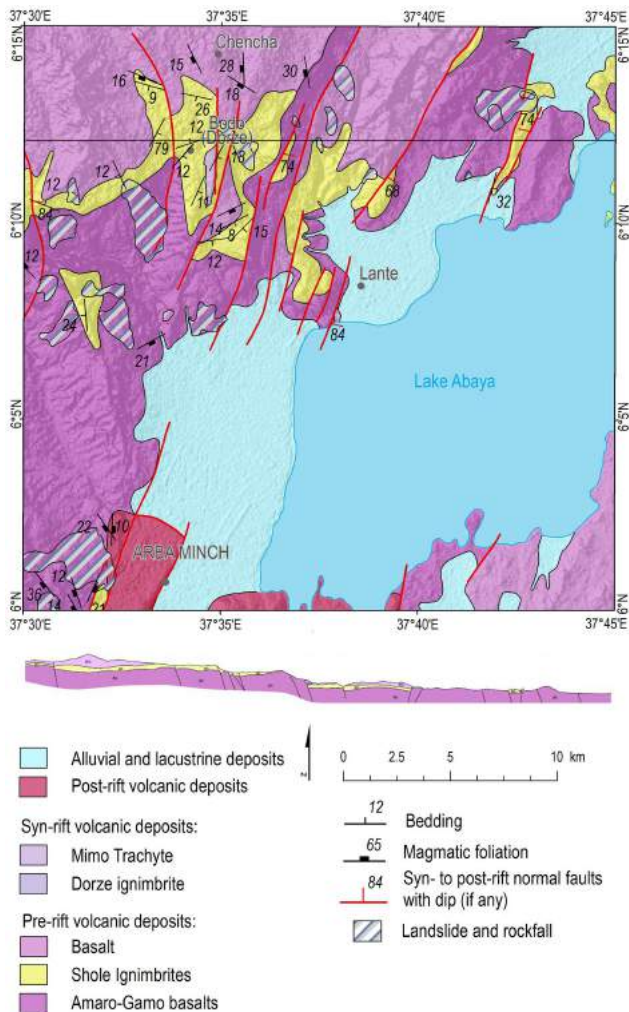 37°30'E 37°35'E 37°40'E 37°45'E
6°15'N 6°15'N
Chencha
15 28 30
16 18
9 26
12 Bodo 74
79 (Dorze)
12 12 12 18 74
11 68
84 32
6°10'N 6°10'N
14 8 15
12 12
Lante
24 84
21
Lake Abaya
6°5'N 6°5'N
22 10
ARBA MINCH
36 12
14 21
6°N 6°N
37°30'E 37°35'E 37°40'E 37°45'E
z
Alluvial and lacustrine deposits
Post-rift volcanic deposits
Syn-rift volcanic deposits:
Mimo Trachyte
Dorze ignimbrite
Pre-rift volcanic deposits:
Basalt
Shole Ignimbrites
Amaro-Gamo basalts
0 2.5 5 10 km
12 Bedding
65 Magmatic foliation
84 Syn- to post-rift normal faults
with dip (if any)
Landslide and rockfall